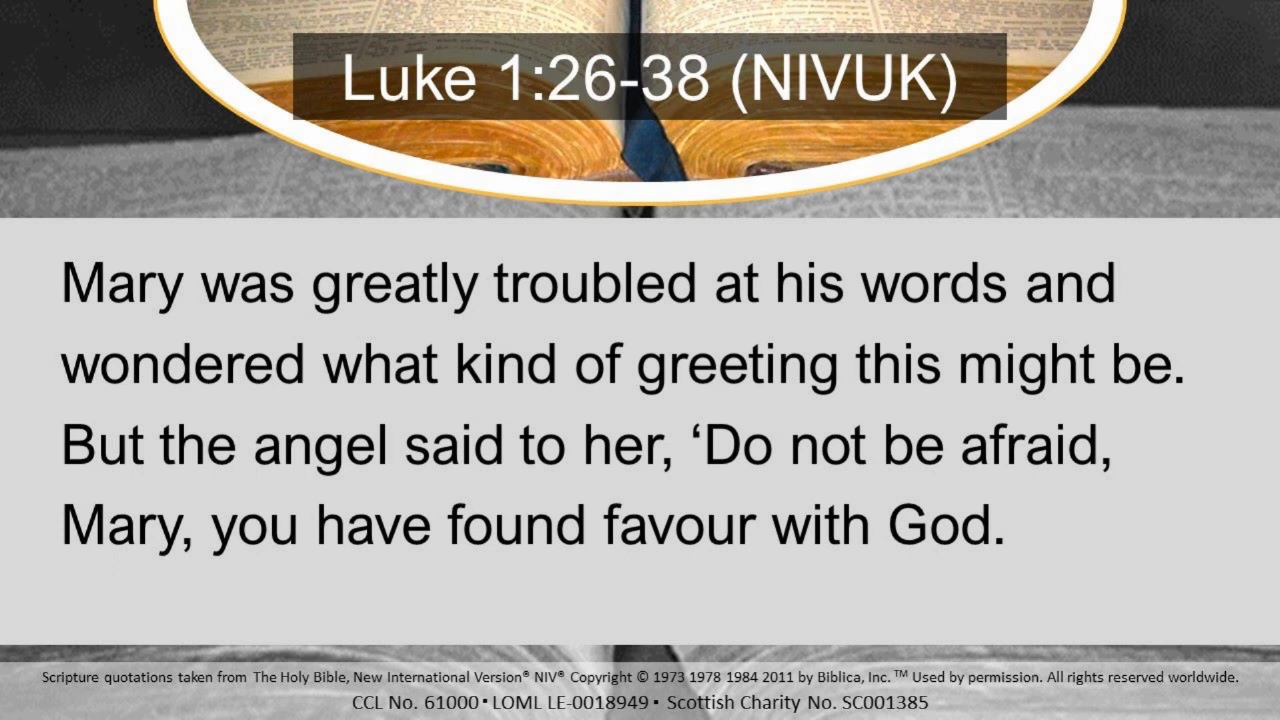 Luke 1:26-38 (NIVUK)
Mary was greatly troubled at his words and
wondered what kind of greeting this might be.
But the angel said to her, ‘Do not be afraid,
Mary, you have found favour with God.
Scripture quotations taken from The Holy Bible, New International Version® NIV® Copyright © 1973 1978 1984 2011 by Biblica, Inc.™ Used by permission. All rights reserved worldwide.
CCL No. 61000▪LOML LE-0018949▪ Scottish Charity No. SC001385